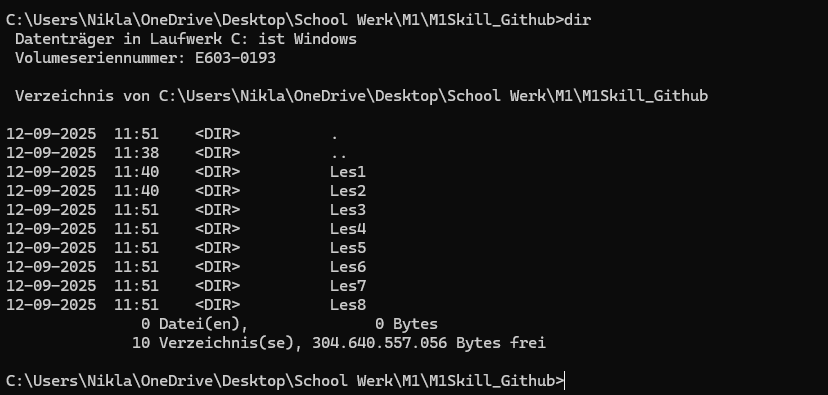 C:\Users\Nikla\OneDrive\Desktop\School Werk\M1\M1Skill_Github>dir
 Datenträger in Laufwerk C: ist Windows
 Volumeseriennummer: E603-0193

 Verzeichnis von C:\Users\Nikla\OneDrive\Desktop\School Werk\M1\M1Skill_Github

12-09-2025  11:51    <DIR>          .
12-09-2025  11:38    <DIR>          ..
12-09-2025  11:40    <DIR>          Les1
12-09-2025  11:40    <DIR>          Les2
12-09-2025  11:51    <DIR>          Les3
12-09-2025  11:51    <DIR>          Les4
12-09-2025  11:51    <DIR>          Les5
12-09-2025  11:51    <DIR>          Les6
12-09-2025  11:51    <DIR>          Les7
12-09-2025  11:51    <DIR>          Les8
               0 Datei(en),              0 Bytes
              10 Verzeichnis(se), 304.640.557.056 Bytes frei

C:\Users\Nikla\OneDrive\Desktop\School Werk\M1\M1Skill_Github>